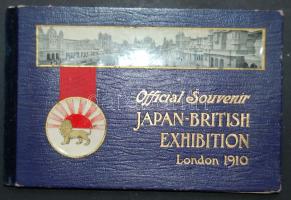 Official Souvenir
JAPAN-BRITISH
EXHIBITION
London 1910